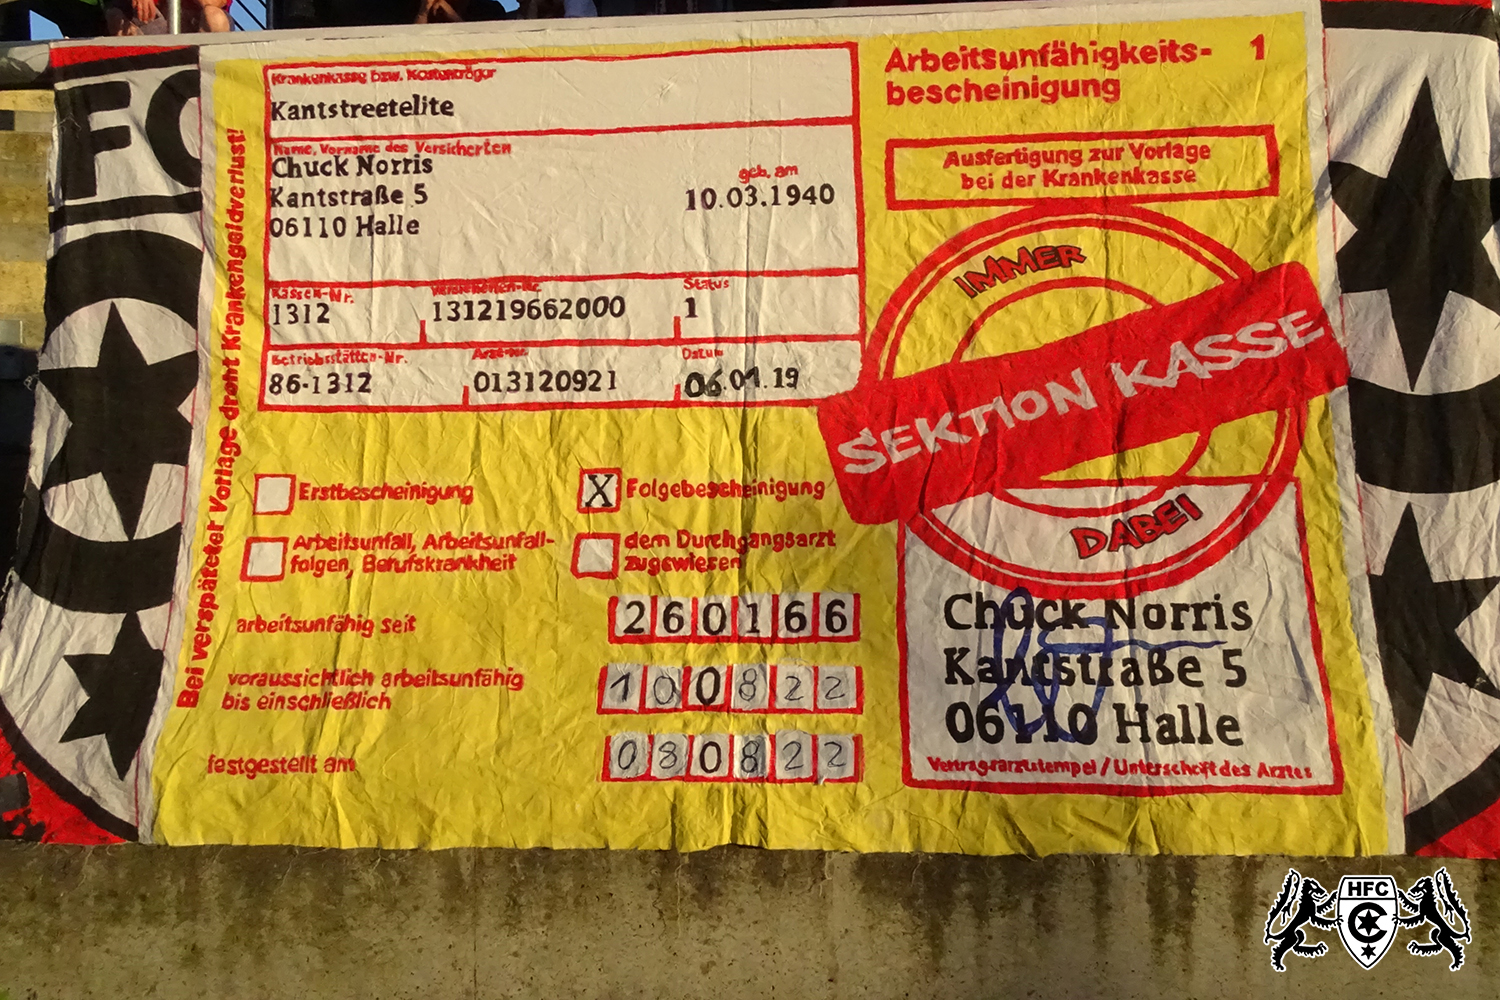 FC
Bei verspäteter Vorlage droht Krankengeldverlust!
Krankenkasse bzw. Kostenträger
Kantstreetelite
Name, Vorname des Versicherten
Chuck Norris
Kantstraße 5
06110 Halle
geb. am
10.03.1940
Kassen-Nr.
Versicherten-Nr.
Status
1312
131219662000
1
Betriebsstätten-Nr.
Arzt-Nr.
Datum
86-1312
013120921
06.01.19
Arbeitsunfähigkeits-
bescheinigung
1
Ausfertigung zur Vorlage
bei der Krankenkasse
IMMER
SEKTION KASSE
DABEI
Erstbescheinigung
X Folgebescheinigung
Arbeitsunfall, Arbeitsunfall-
folgen, Berufskrankheit
dem Durchgangsarzt
zugewiesen
arbeitsunfähig seit
260166
voraussichtlich arbeitsunfähig
bis einschließlich
100822
festgestellt am
080822
Chuck Norris
Kantstraße 5
06110 Halle
Vertragsarztstempel / Unterschrift des Arztes
HFC